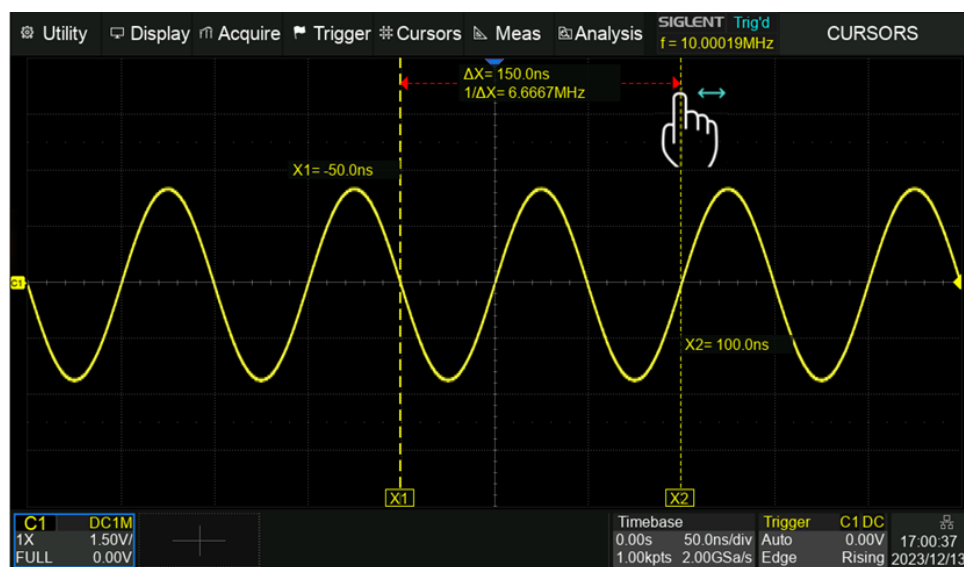 Utility Display Acquire Trigger Cursors Meas Analysis SIGLENT Trig'd CURSORS
f = 10.00019MHz
ΔX= 150.0ns
1/ΔX= 6.6667MHz
X1= -50.0ns
C1
X2= 100.0ns
X1 X2
C1 DC1M Timebase Trigger C1 DC
1X 1.50V/ 0.00s 50.0ns/div Auto 0.00V 17:00:37
FULL 0.00V 1.00kpts 2.00GSa/s Edge Rising 2023/12/13